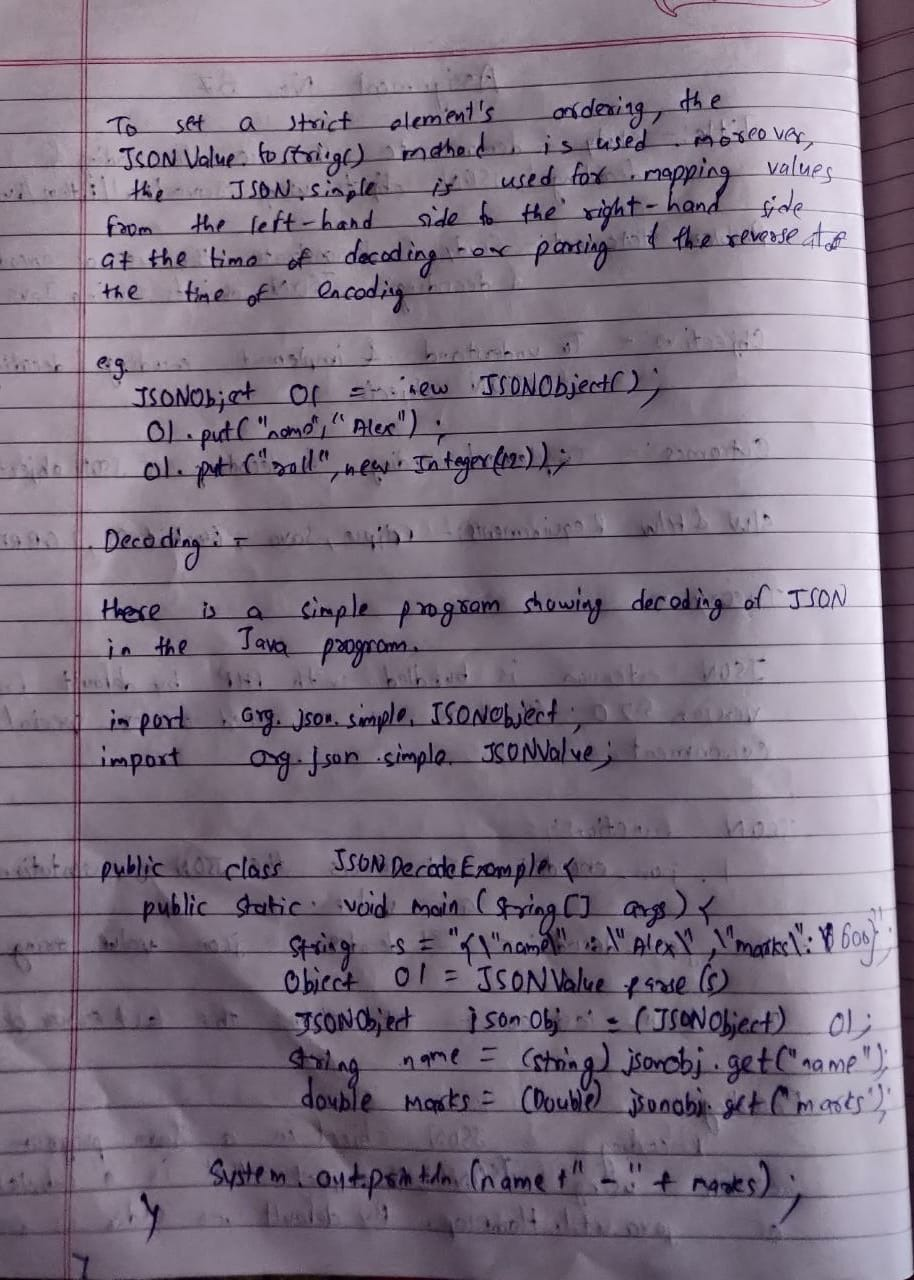 To set a strict element's ordering, the
JSON Value. toString() method is used. moreover,
the JSON. simple is used for mapping values
from the left-hand side to the right-hand side
at the time of decoding or parsing & the reverse at
the time of encoding
e.g.
JSONObject O1 = new JSONObject();
O1.put("name", "Alex");
O1.put("roll", new Integer(12));
Decoding :-
there is a simple program showing decoding of JSON
in the Java program.
import org. json. simple. JSONObject;
import org. json .simple. JSONValue;
public class JSON Decode Example {
public static void main (string [] args) {
String s = "{\"name\" : \"Alex\", \"marks\": 600}";
Object O1 = JSONValue parse (s)
JSONObject jsonObj = (JSONObject) O1;
string name = (string) jsonobj. get("name");
double marks = (Double) jsonobj. get ("marks");
System. out.println (name + " - " + marks);
}